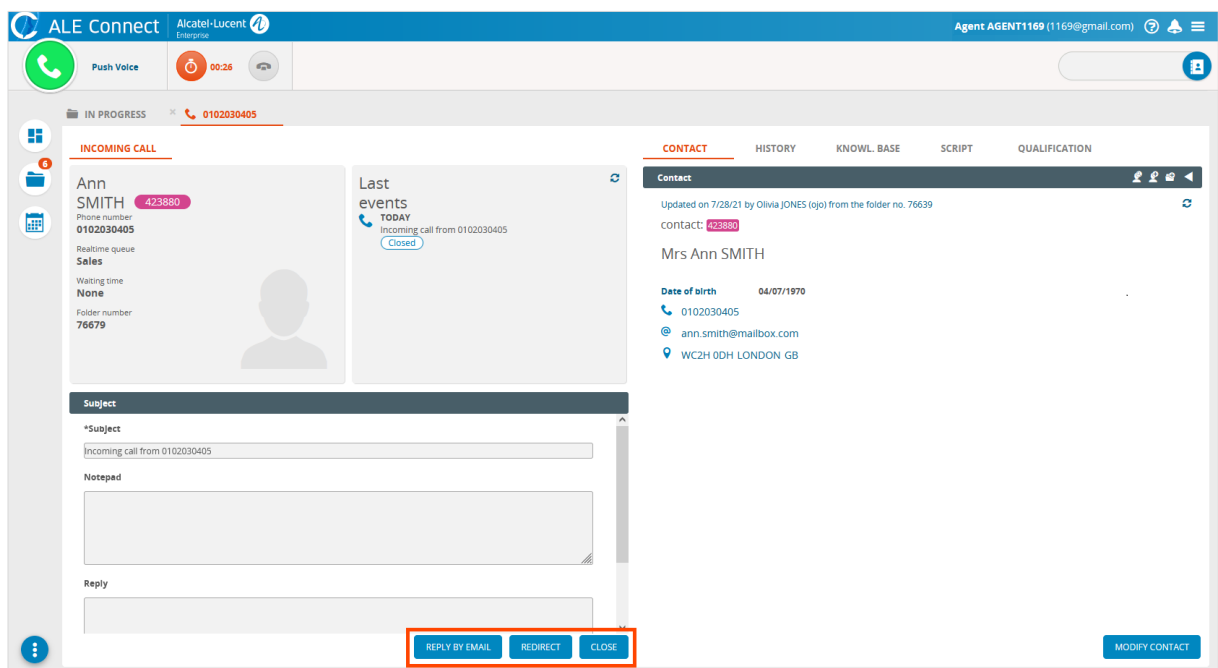 ALE Connect
Alcatel-Lucent
Enterprise
Agent AGENT1169 (1169@gmail.com)
Push Voice
00:26
IN PROGRESS
0102030405
6
INCOMING CALL
Ann
SMITH 423880
Phone number
0102030405
Realtime queue
Sales
Waiting time
None
Folder number
76679
Last
events
TODAY
Incoming call from 0102030405
Closed
Subject
*Subject
Incoming call from 0102030405
Notepad
Reply
REPLY BY EMAIL REDIRECT CLOSE
CONTACT HISTORY KNOWL. BASE SCRIPT QUALIFICATION
Contact
Updated on 7/28/21 by Olivia JONES (ojo) from the folder no. 76639
contact: 423880
Mrs Ann SMITH
Date of birth 04/07/1970
0102030405
@ ann.smith@mailbox.com
WC2H 0DH LONDON GB
MODIFY CONTACT